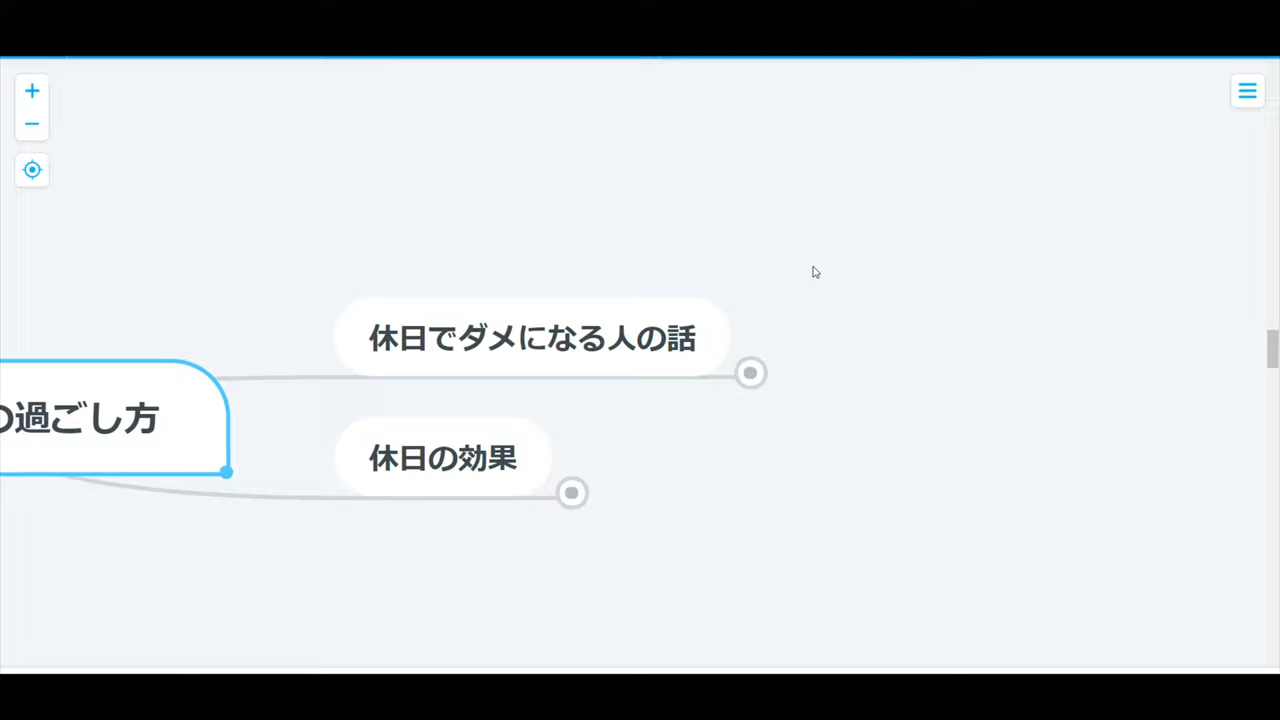 休日でダメになる人の話
の過ごし方
休日の効果